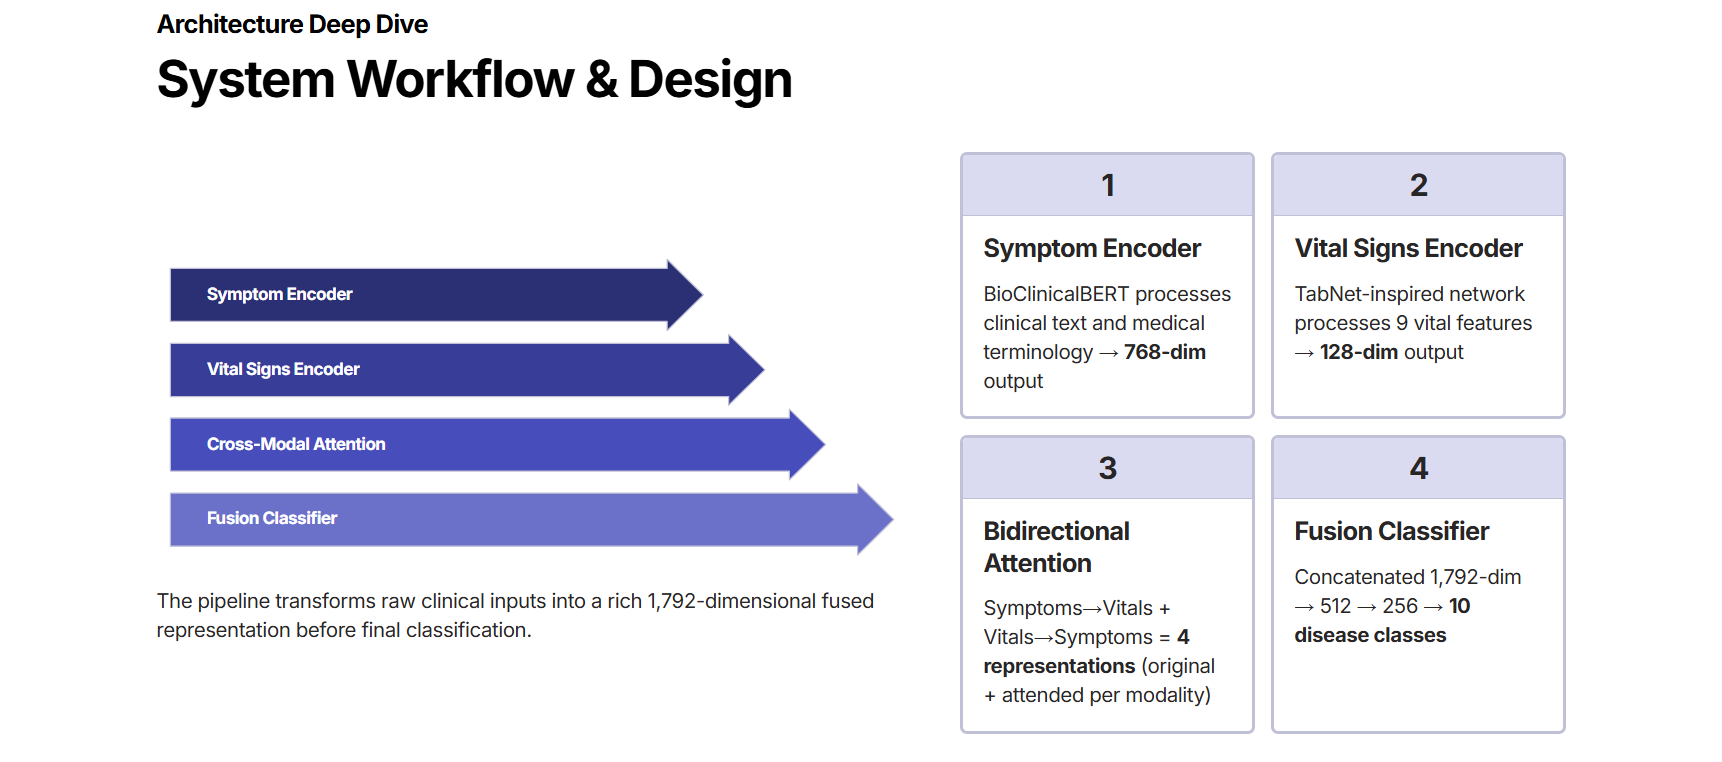 Architecture Deep Dive
System Workflow & Design
Symptom Encoder
Vital Signs Encoder
Cross-Modal Attention
Fusion Classifier
The pipeline transforms raw clinical inputs into a rich 1,792-dimensional fused
representation before final classification.
1
Symptom Encoder
BioClinicalBERT processes
clinical text and medical
terminology → 768-dim
output
2
Vital Signs Encoder
TabNet-inspired network
processes 9 vital features
→ 128-dim output
3
Bidirectional
Attention
Symptoms→Vitals +
Vitals→Symptoms = 4
representations (original
+ attended per modality)
4
Fusion Classifier
Concatenated 1,792-dim
→ 512 → 256 → 10
disease classes